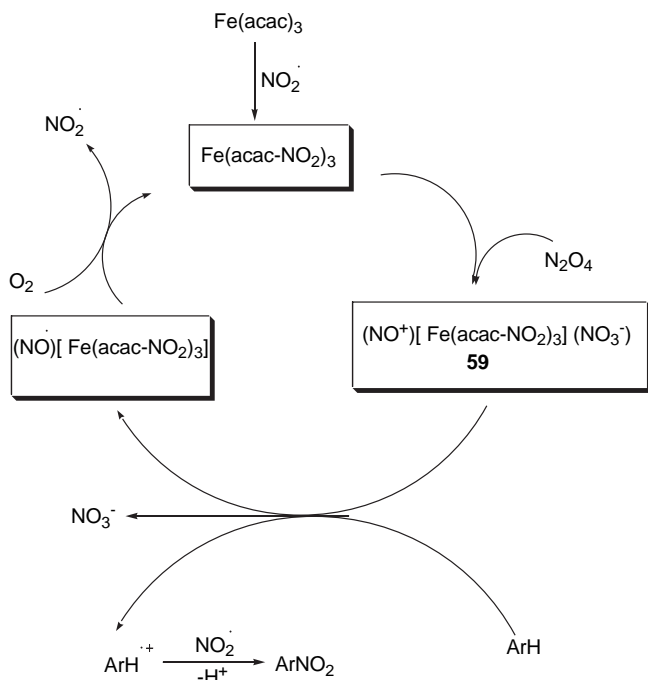 Fe(acac)₃
NO₂˙
NO₂˙
Fe(acac-NO₂)₃
O₂
N₂O₄
(NO˙)[ Fe(acac-NO₂)₃]
(NO⁺)[ Fe(acac-NO₂)₃] (NO₃⁻)
59
NO₃⁻
ArH
ArH˙⁺
NO₂˙
-H⁺
ArNO₂